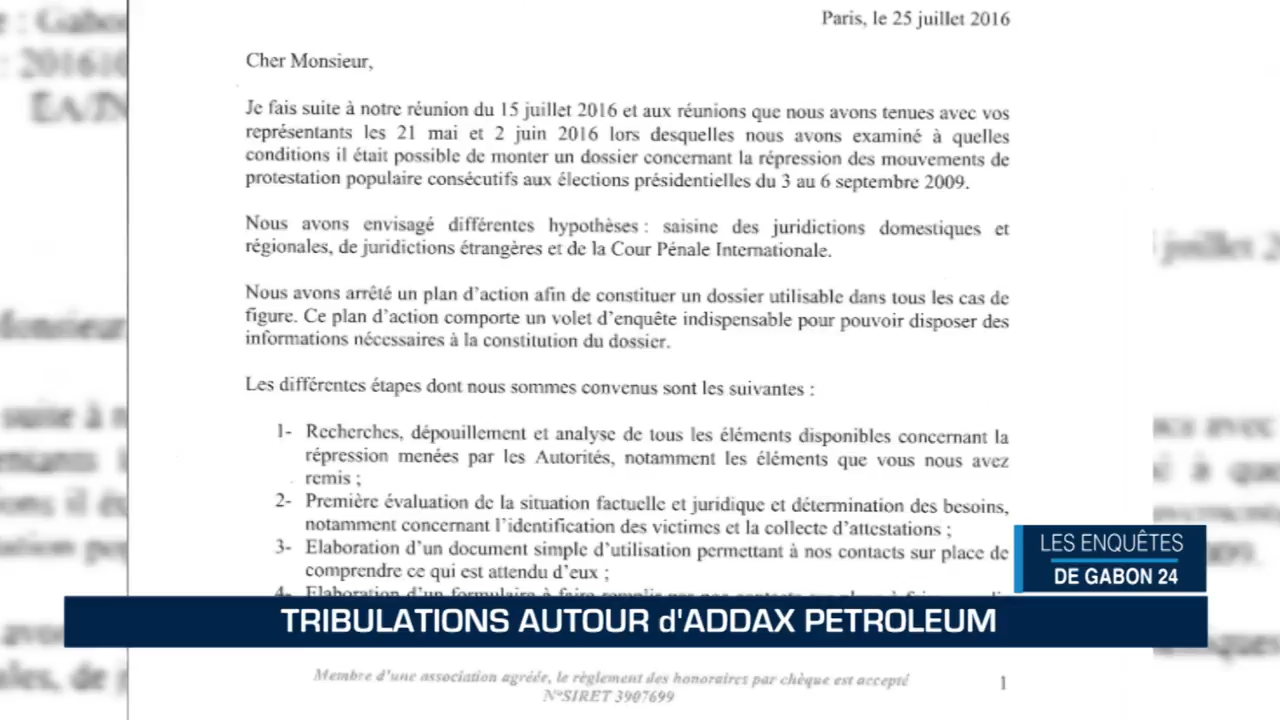 Paris, le 25 juillet 2016
Cher Monsieur,
Je fais suite à notre réunion du 15 juillet 2016 et aux réunions que nous avons tenues avec vos
représentants les 21 mai et 2 juin 2016 lors desquelles nous avons examiné à quelles
conditions il était possible de monter un dossier concernant la répression des mouvements de
protestation populaire consécutifs aux élections présidentielles du 3 au 6 septembre 2009.
Nous avons envisagé différentes hypothèses : saisine des juridictions domestiques et
régionales, de juridictions étrangères et de la Cour Pénale Internationale.
Nous avons arrêté un plan d'action afin de constituer un dossier utilisable dans tous les cas de
figure. Ce plan d'action comporte un volet d'enquête indispensable pour pouvoir disposer des
informations nécessaires à la constitution du dossier.
Les différentes étapes dont nous sommes convenus sont les suivantes :
1- Recherches, dépouillement et analyse de tous les éléments disponibles concernant la
répression menées par les Autorités, notamment les éléments que vous nous avez
remis ;
2- Première évaluation de la situation factuelle et juridique et détermination des besoins,
notamment concernant l'identification des victimes et la collecte d'attestations ;
3- Elaboration d'un document simple d'utilisation permettant à nos contacts sur place de
comprendre ce qui est attendu d'eux ;
4- Elaboration d'un formulaire à faire remplir par nos contacts sur place
LES ENQUÊTES
DE GABON 24
TRIBULATIONS AUTOUR d'ADDAX PETROLEUM
Membre d'une association agréée, le règlement des honoraires par chèque est accepté
N°SIRET 3907699
1